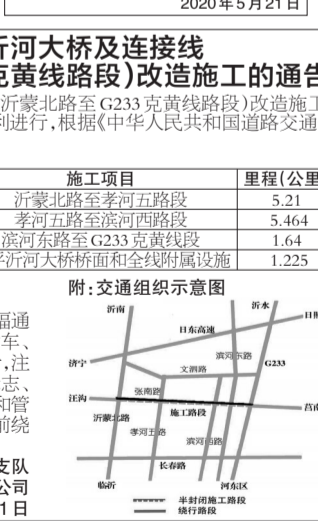 2020年5月21日
沂河大桥及连接线
克黄线路段)改造施工的通告
沂蒙北路至G233克黄线路段)改造施工
利进行,根据《中华人民共和国道路交通
施工项目 里程(公里
沂蒙北路至孝河五路段 5.21
孝河五路至滨河西路段 5.464
滨河东路至G233克黄线段 1.64
沂河大桥桥面和全线附属设施 1.225
附:交通组织示意图
幅通
车、
注
志、
和管
前绕
支队
公司
1日
沂南
沂水
日照
日东高速
滨河东路
G233
济宁
文泗路
张南路
汪沟
施工路段
莒南
沂蒙北路
孝河五路
滨河西路
长春路
临沂
河东区
半封闭施工路段
绕行路段